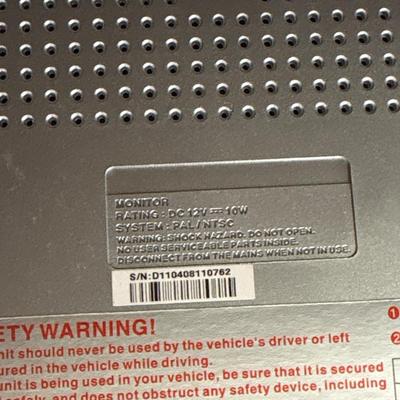 MONITOR
RATING : DC 12V ⎓ 10W
SYSTEM : PAL / NTSC
WARNING: SHOCK HAZARD. DO NOT OPEN.
NO USER SERVICEABLE PARTS INSIDE.
DISCONNECT FROM THE MAINS WHEN NOT IN USE.
S/N:D110408110762
ETY WARNING!
nit should never be used by the vehicle's driver or left
ured in the vehicle while driving.
unit is being used in your vehicle, be sure that it is secured
safely, and does not obstruct any safety device, including
1
2